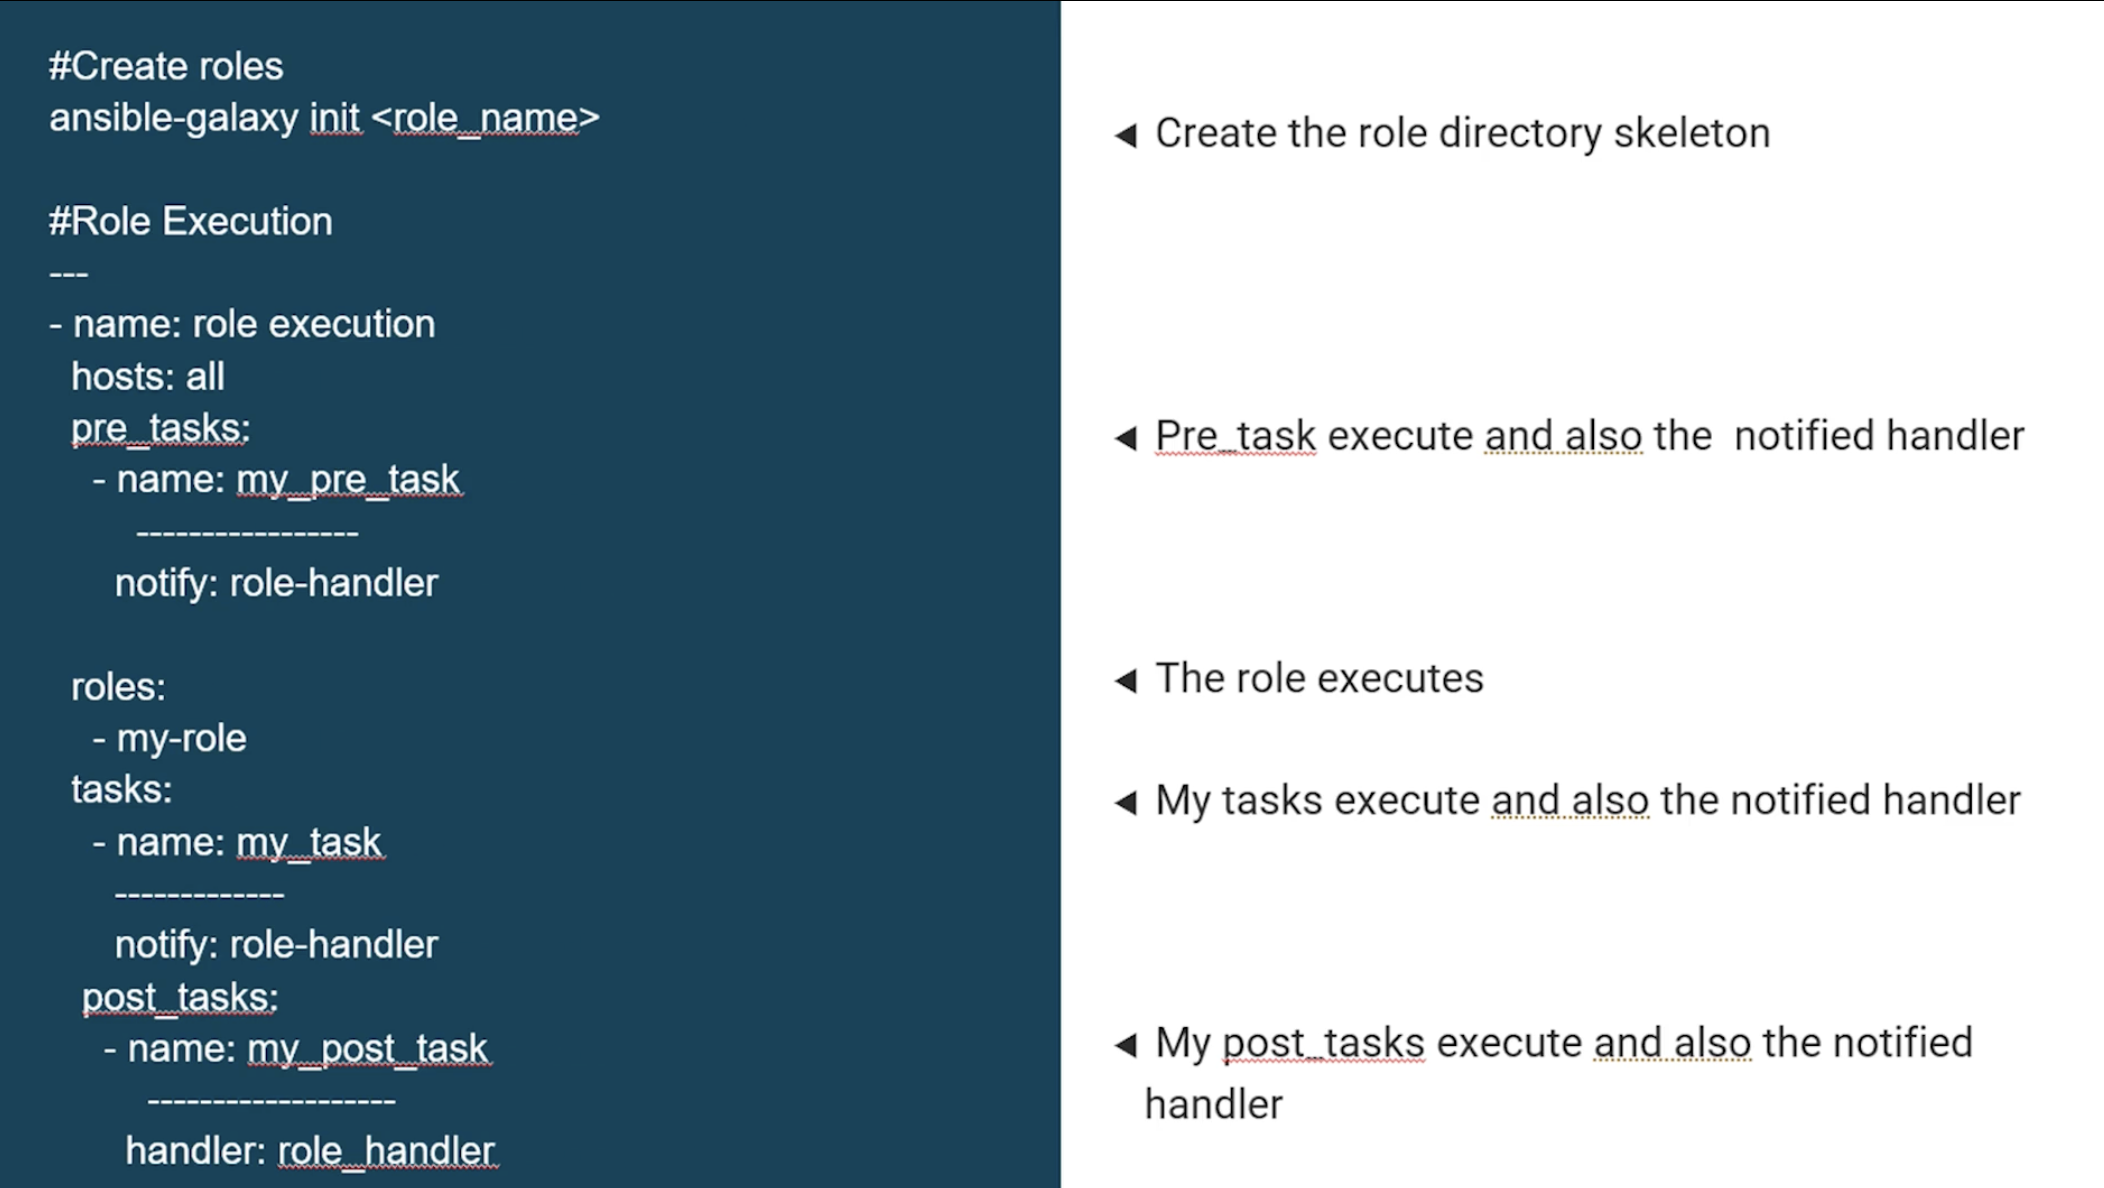 #Create roles
ansible-galaxy init <role_name>
#Role Execution
---
- name: role execution
hosts: all
pre_tasks:
- name: my_pre_task
-----------------
notify: role-handler
roles:
- my-role
tasks:
- name: my_task
-------------
notify: role-handler
post_tasks:
- name: my_post_task
-------------------
handler: role_handler
◄ Create the role directory skeleton
◄ Pre_task execute and also the  notified handler
◄ The role executes
◄ My tasks execute and also the notified handler
◄ My post_tasks execute and also the notified
handler